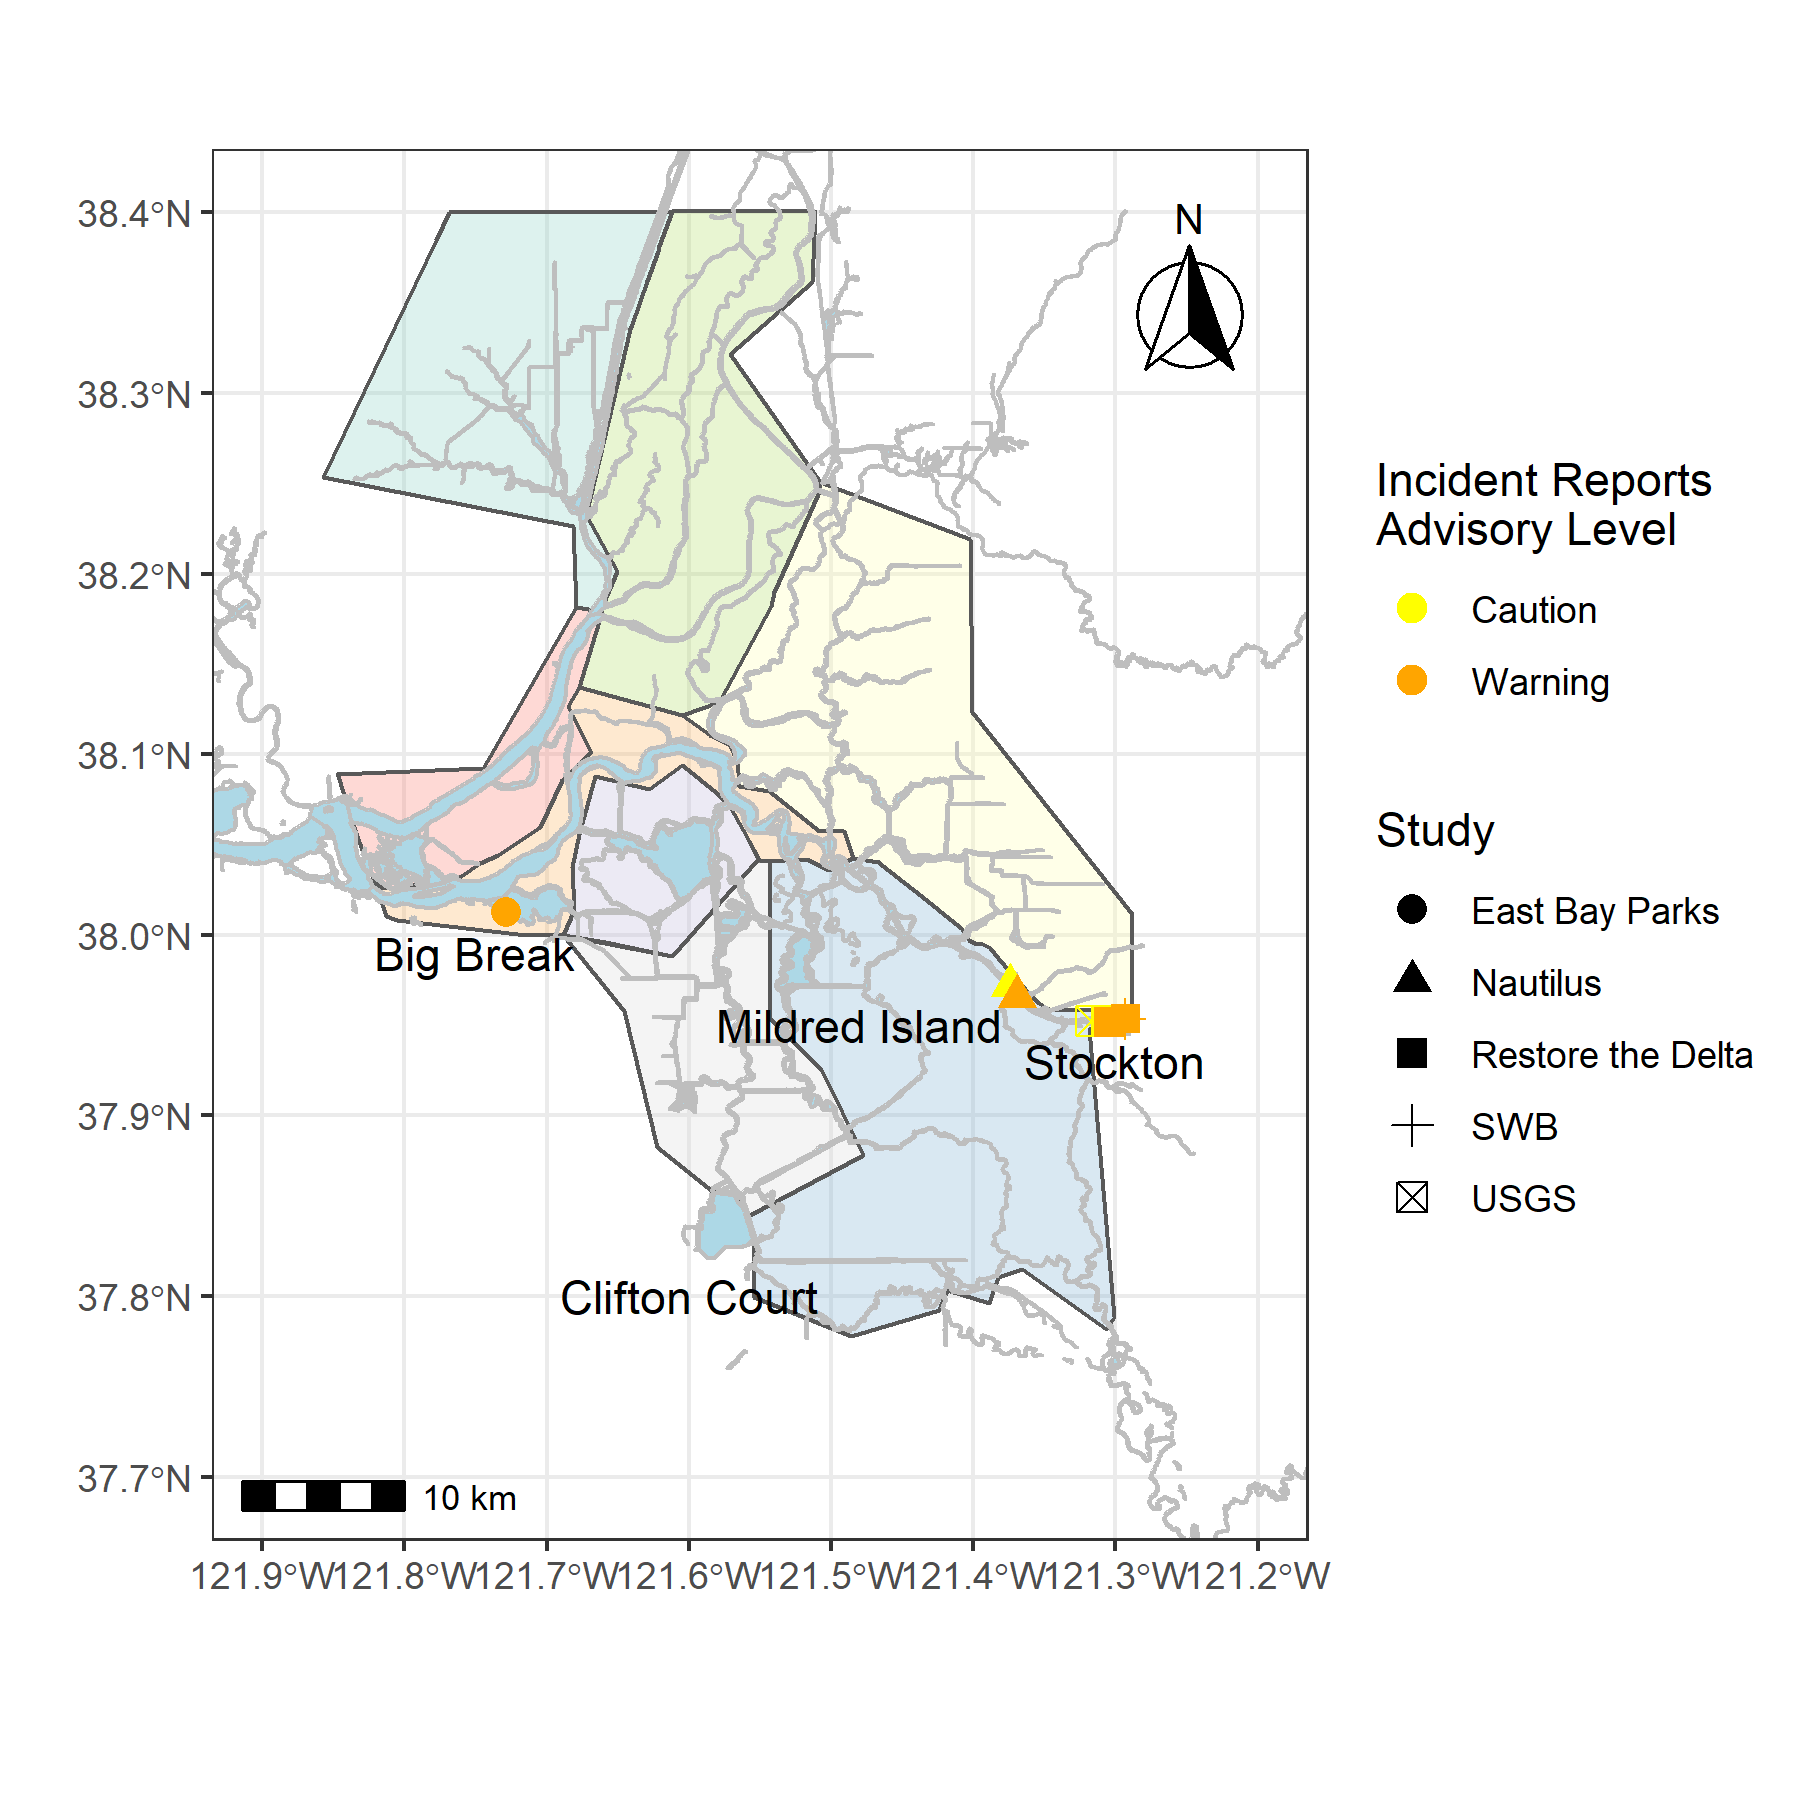 38.4°N
38.3°N
38.2°N
38.1°N
38.0°N
37.9°N
37.8°N
37.7°N
N
Big Break
Mildred Island
Stockton
Clifton Court
10 km
121.9°W
121.8°W
121.7°W
121.6°W
121.5°W
121.4°W
121.3°W
121.2°W
Incident Reports
Advisory Level
Caution
Warning
Study
East Bay Parks
Nautilus
Restore the Delta
SWB
USGS